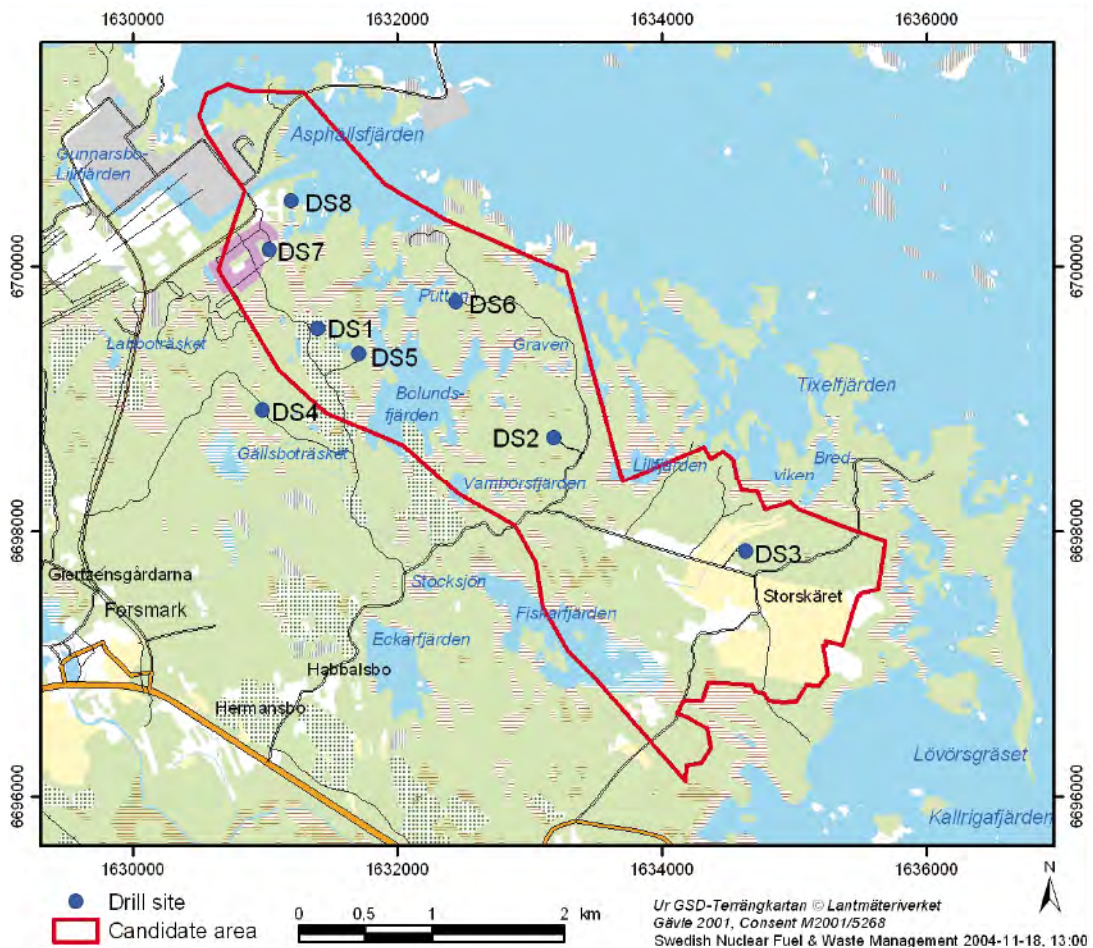 1630000
1632000
1634000
1636000
Asphällsfjärden
Gunnarsbo-
Lillfjärden
DS8
DS7
6700000
6700000
Puttan
DS6
DS1
Labboträsket
Graven
DS5
Tixelfjärden
Bolunds-
fjärden
DS4
DS2
Gällsboträsket
Lillfjärden
Bred
viken
Vambörsfjärden
6698000
6698000
DS3
Giertzensgårdarna
Stocksjön
Storskäret
Forsmark
Fiskarfjärden
Eckarfjärden
Habbalsbo
Hermansbo
Lövörsgräset
6696000
6696000
Kallrigafjärden
1630000
1632000
1634000
1636000
Drill site
Candidate area
0
0,5
1
2
km
Ur GSD-Terrängkartan © Lantmäteriverket
Gävle 2001, Consent M2001/5268
Swedish Nuclear Fuel & Waste Management 2004-11-18, 13:00
N